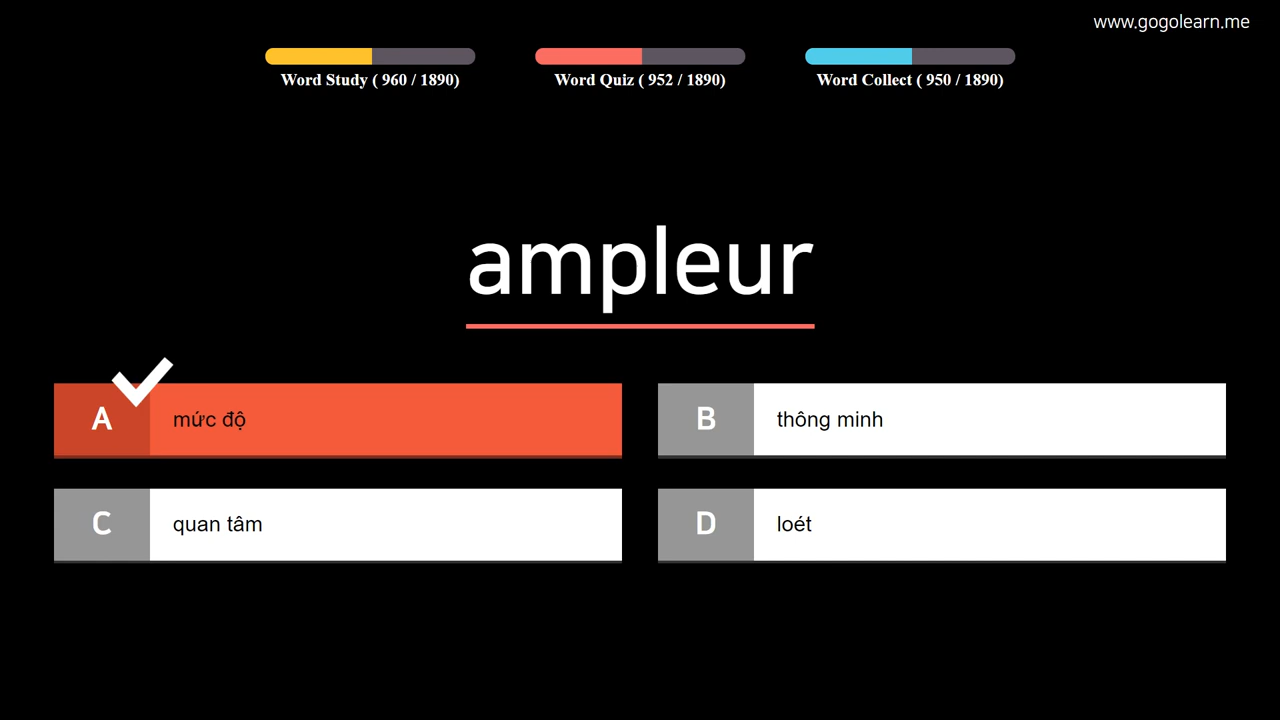 www.gogolearn.me
Word Study ( 960 / 1890)
Word Quiz ( 952 / 1890)
Word Collect ( 950 / 1890)
ampleur
A mức độ
B thông minh
C quan tâm
D loét